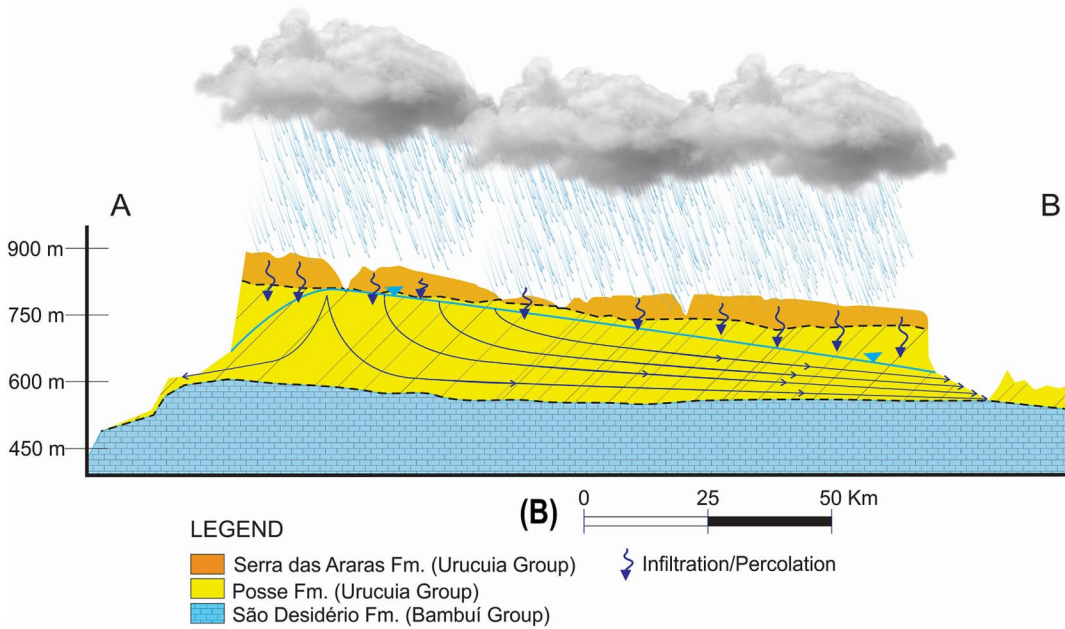 A
B
900 m
750 m
600 m
450 m
(B)
0 25 50 Km
LEGEND
Serra das Araras Fm. (Urucuia Group)
Posse Fm. (Urucuia Group)
São Desidério Fm. (Bambuí Group)
Infiltration/Percolation